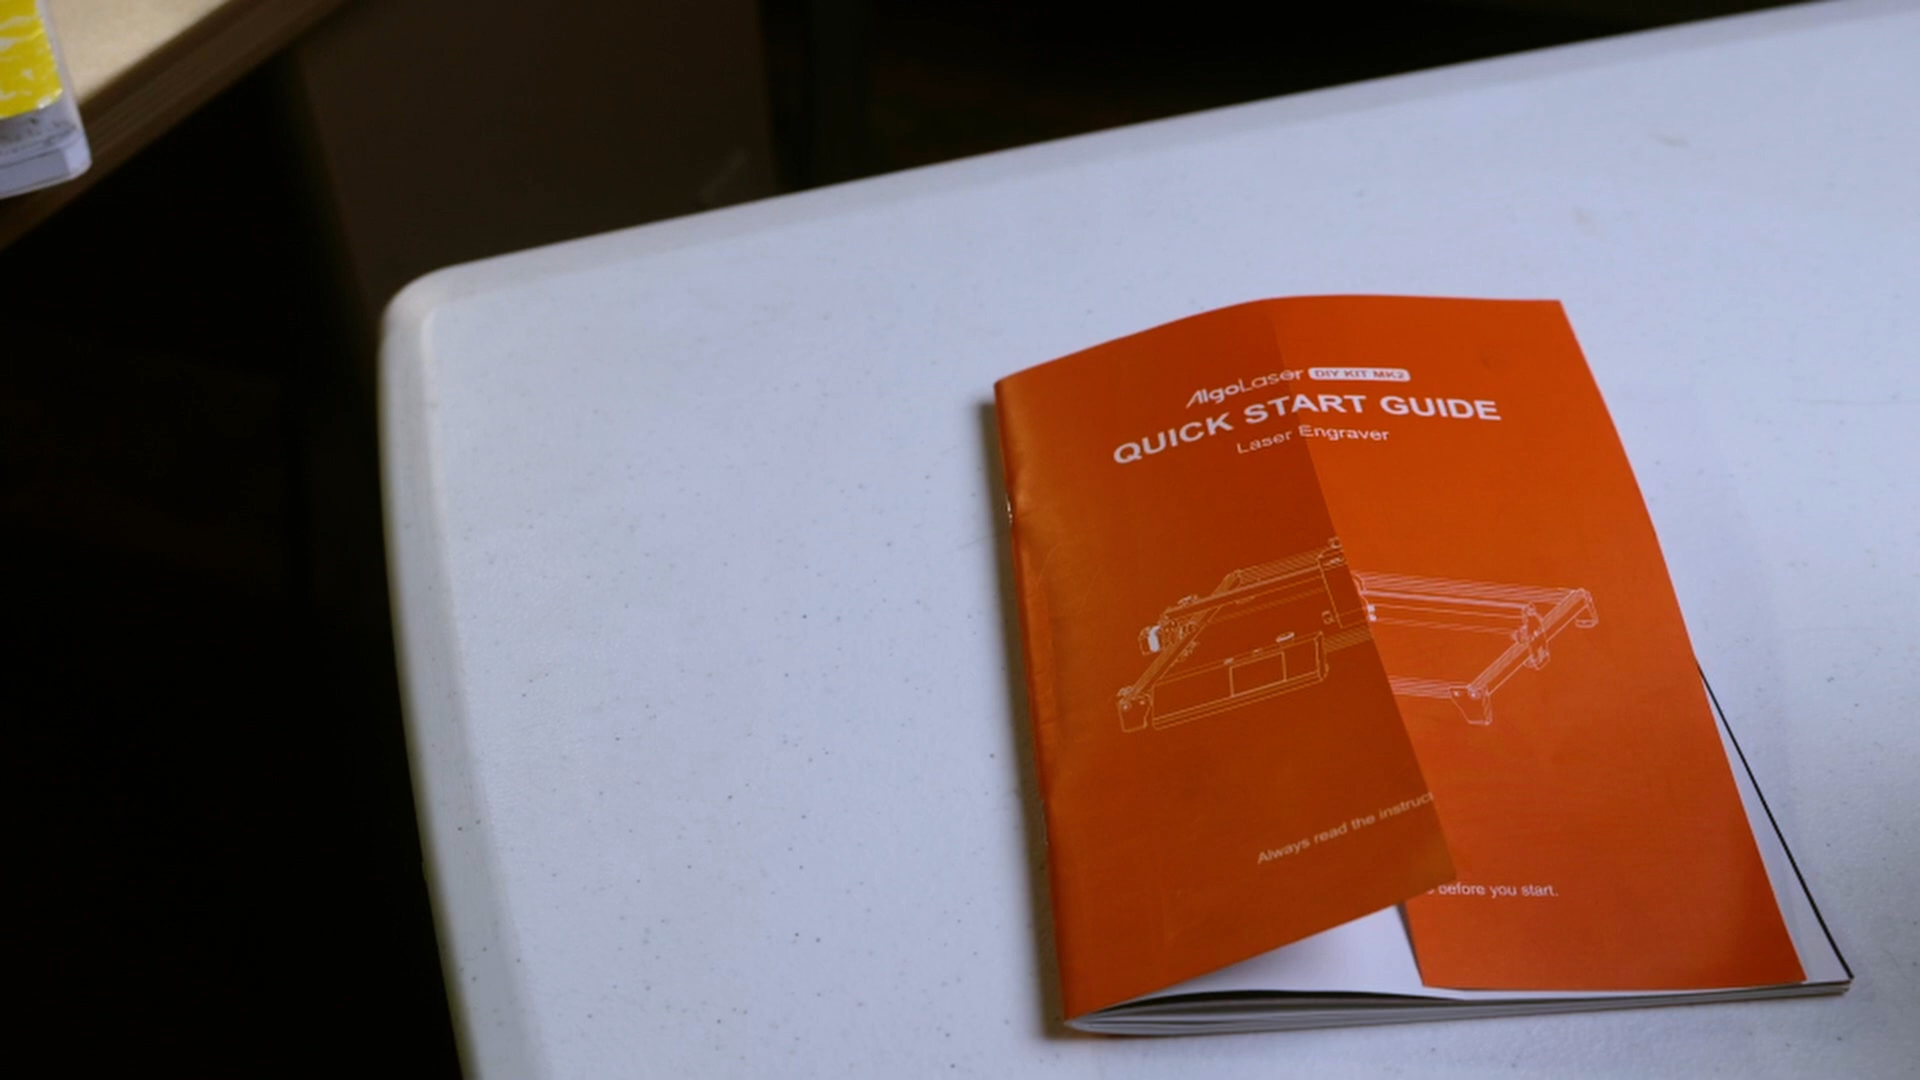 AlgoLaser DIY KIT MK2
QUICK START GUIDE
Laser Engraver
Always read the instruc
before you start.